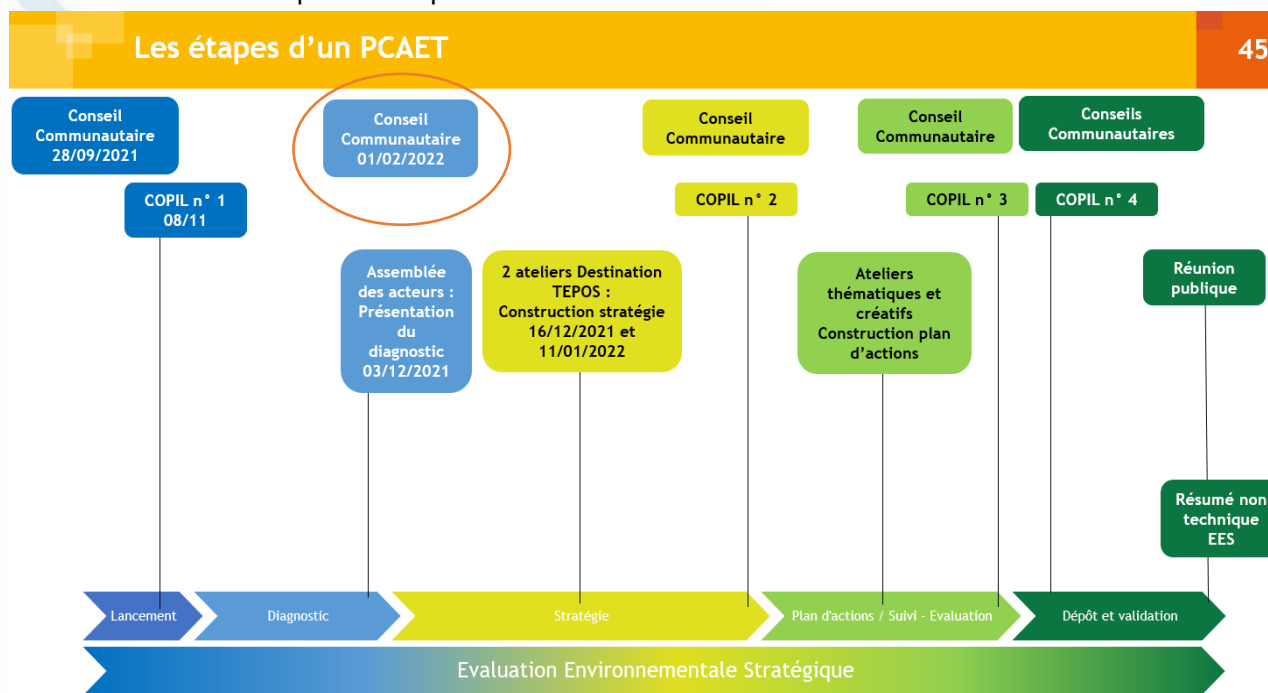 Les étapes d'un PCAET
45
Conseil
Communautaire
28/09/2021
Conseil
Communautaire
01/02/2022
Conseil
Communautaire
Conseil
Communautaire
Conseils
Communautaires
COPIL n° 1
08/11
COPIL n° 2
COPIL n° 3
COPIL n° 4
Assemblée
des acteurs :
Présentation
du
diagnostic
03/12/2021
2 ateliers Destination
TEPOS :
Construction stratégie
16/12/2021 et
11/01/2022
Ateliers
thématiques et
créatifs
Construction plan
d'actions
Réunion
publique
Résumé non
technique
EES
Lancement
Diagnostic
Stratégie
Plan d'actions / Suivi - Evaluation
Dépôt et validation
Evaluation Environnementale Stratégique